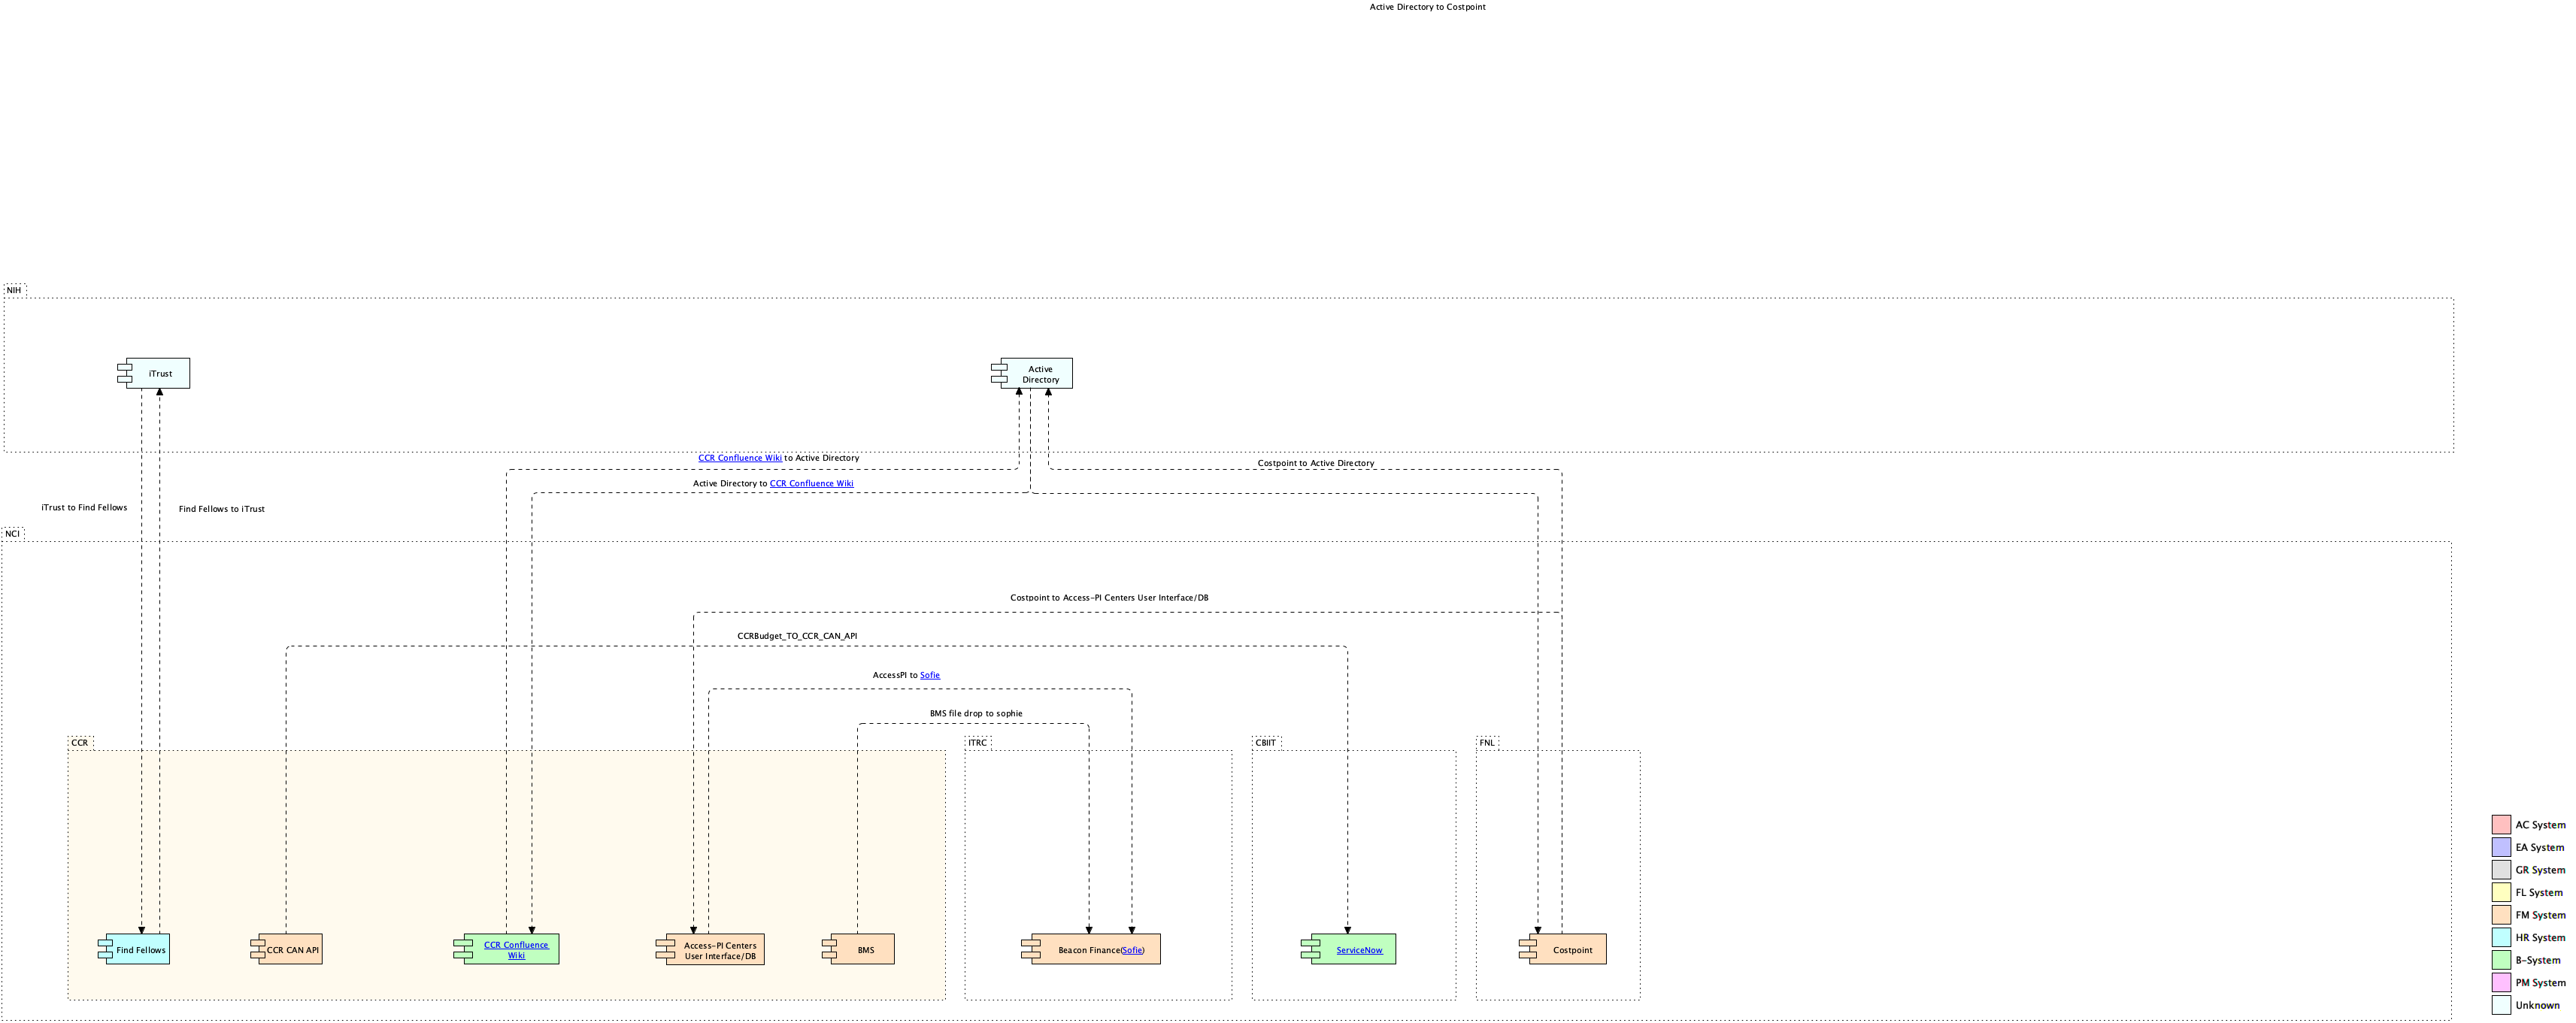 Active Directory to Costpoint
NIH
iTrust
Active
Directory
CCR Confluence Wiki to Active Directory
Costpoint to Active Directory
Active Directory to CCR Confluence Wiki
iTrust to Find Fellows
Find Fellows to iTrust
NCI
Costpoint to Access-PI Centers User Interface/DB
CCRBudget_TO_CCR_CAN_API
AccessPI to Sofie
BMS file drop to sophie
CCR
ITRC
CBIIT
FNL
Find Fellows
CCR CAN API
CCR Confluence
Wiki
Access-PI Centers
User Interface/DB
BMS
Beacon Finance(Sofie)
ServiceNow
Costpoint
AC System
EA System
GR System
FL System
FM System
HR System
B-System
PM System
Unknown